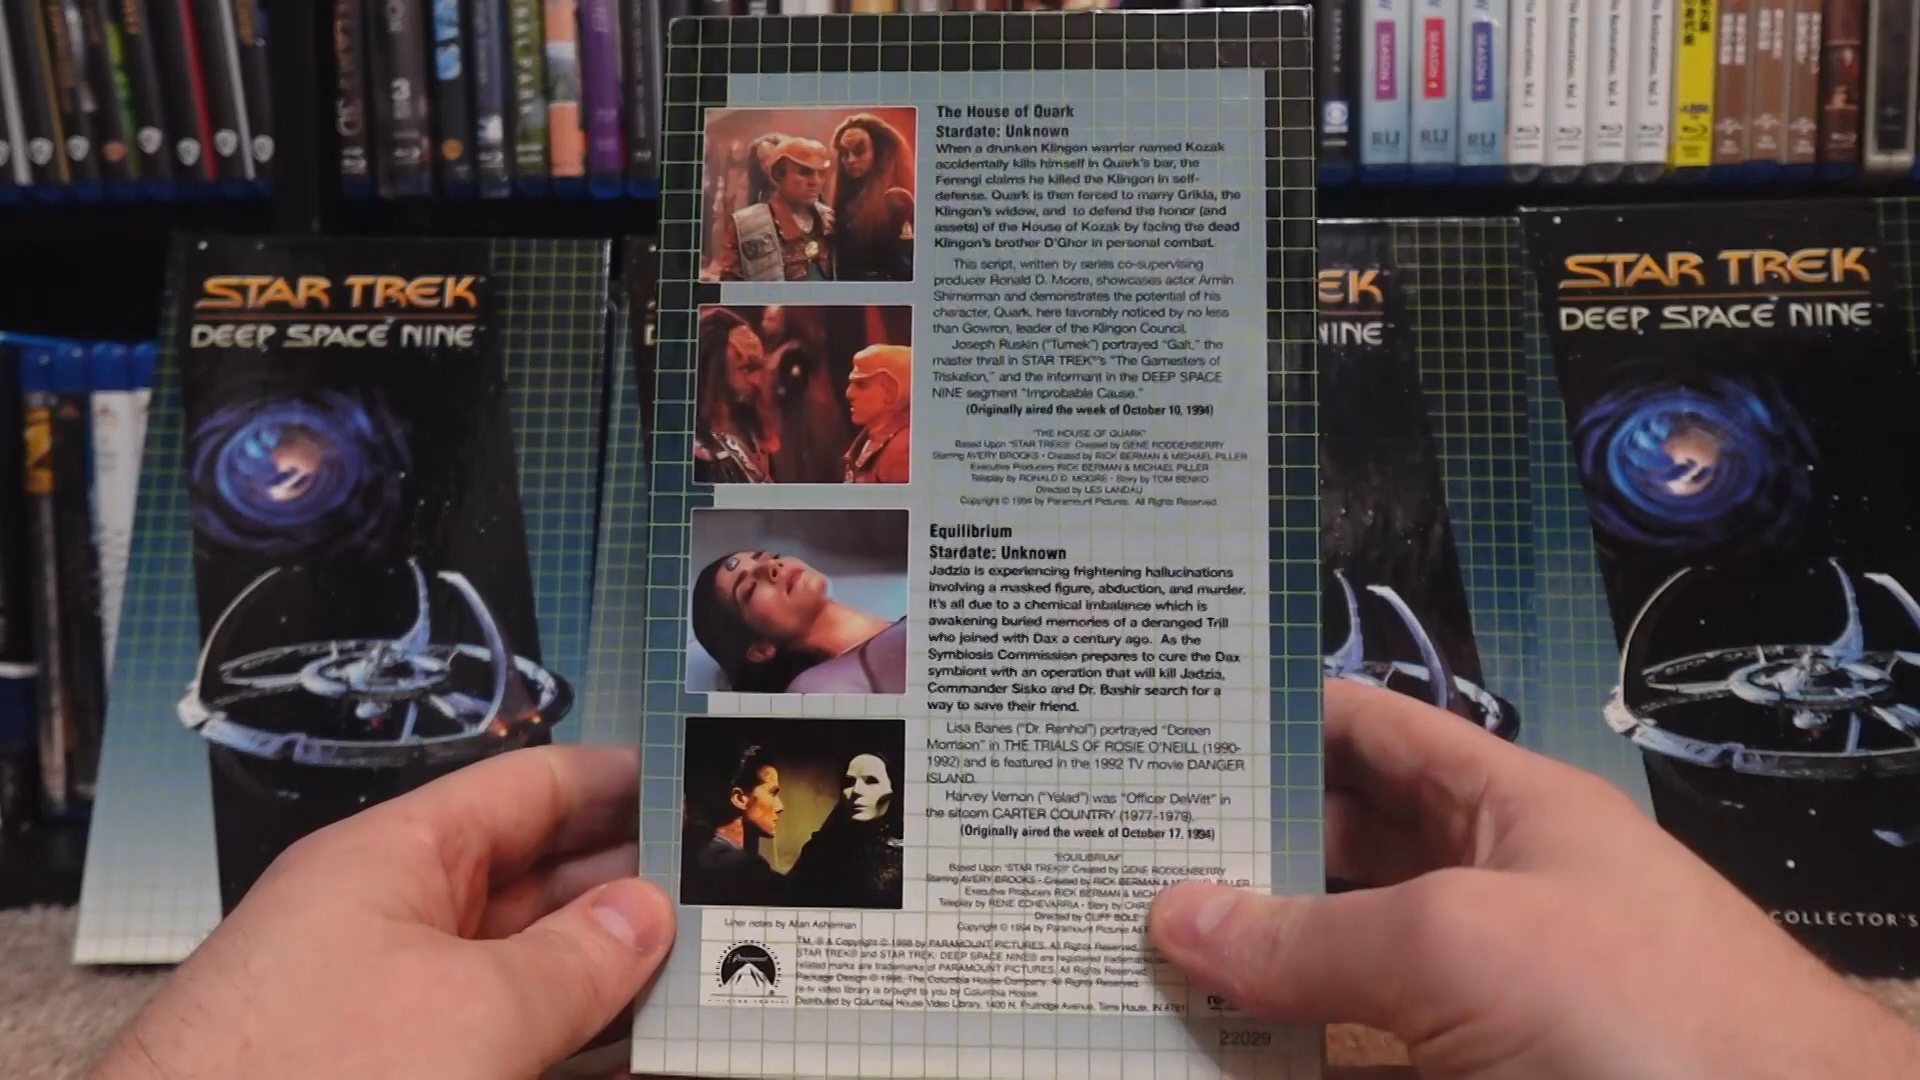 The House of Quark
Stardate: Unknown
When a drunken Klingon warrior named Kozak
accidentally kills himself in Quark's bar, the
Ferengi claims he killed the Klingon in self-
defense. Quark is then forced to marry Grilka, the
Klingon's widow, and to defend the honor (and
assets) of the House of Kozak by facing the dead
Klingon's brother D'Ghor in personal combat.
This script, written by series co-supervising
producer Ronald D. Moore, showcases actor Armin
Shimerman and demonstrates the potential of his
character, Quark, here favorably noticed by no less
than Gowron, leader of the Klingon Council.
Joseph Ruskin ("Tumek") portrayed "Galt," the
master thrall in STAR TREK®'s "The Gamesters of
Triskelion," and the informant in the DEEP SPACE
NINE segment "Improbable Cause."
(Originally aired the week of October 10, 1994)
"THE HOUSE OF QUARK"
Based Upon "STAR TREK®" Created by GENE RODDENBERRY
Starring AVERY BROOKS • Created by RICK BERMAN & MICHAEL PILLER
Executive Producers RICK BERMAN & MICHAEL PILLER
Teleplay by RONALD D. MOORE • Story by TOM BENKO
Directed by LES LANDAU
Copyright © 1994 by Paramount Pictures. All Rights Reserved.
Equilibrium
Stardate: Unknown
Jadzia is experiencing frightening hallucinations
involving a masked figure, abduction, and murder.
It's all due to a chemical imbalance which is
awakening buried memories of a deranged Trill
who joined with Dax a century ago. As the
Symbiosis Commission prepares to cure the Dax
symbiont with an operation that will kill Jadzia,
Commander Sisko and Dr. Bashir search for a
way to save their friend.
Lisa Banes ("Dr. Renhol") portrayed "Doreen
Morrison" in THE TRIALS OF ROSIE O'NEILL (1990-
1992) and is featured in the 1992 TV movie DANGER
ISLAND.
Harvey Vernon ("Yolad") was "Officer DeWitt" in
the sitcom CARTER COUNTRY (1977-1979).
(Originally aired the week of October 17, 1994)
"EQUILIBRIUM"
Based Upon "STAR TREK®" Created by GENE RODDENBERRY
Starring AVERY BROOKS • Created by RICK BERMAN & PILLER
Executive Producers RICK BERMAN & MICH
Teleplay by RENE ECHEVARRIA • Story by CHRIS
Directed by CLIFF BOLE
Copyright © 1994 by Paramount Pictures All
Liner notes by Allan Asherman
TM, ® & Copyright © 1998 by PARAMOUNT PICTURES. All Rights Reserved.
STAR TREK® and STAR TREK: DEEP SPACE NINE® are registered trademarks
related marks are trademarks of PARAMOUNT PICTURES. All Rights Reserved.
Package Design © The Columbia House Company. All Rights Reserved.
re-tv video library is brought to you by Columbia House.
Distributed by Columbia House Video Library, 1400 N. Fruitridge Avenue, Terre Haute, IN
Paramount
22029
STAR TREK
DEEP SPACE NINE
EK
NINE
STAR TREK
DEEP SPACE NINE
COLLECTOR'S
SEASON 3
SEASON 4
SEASON 5
RLJ
RLJ
RLJ